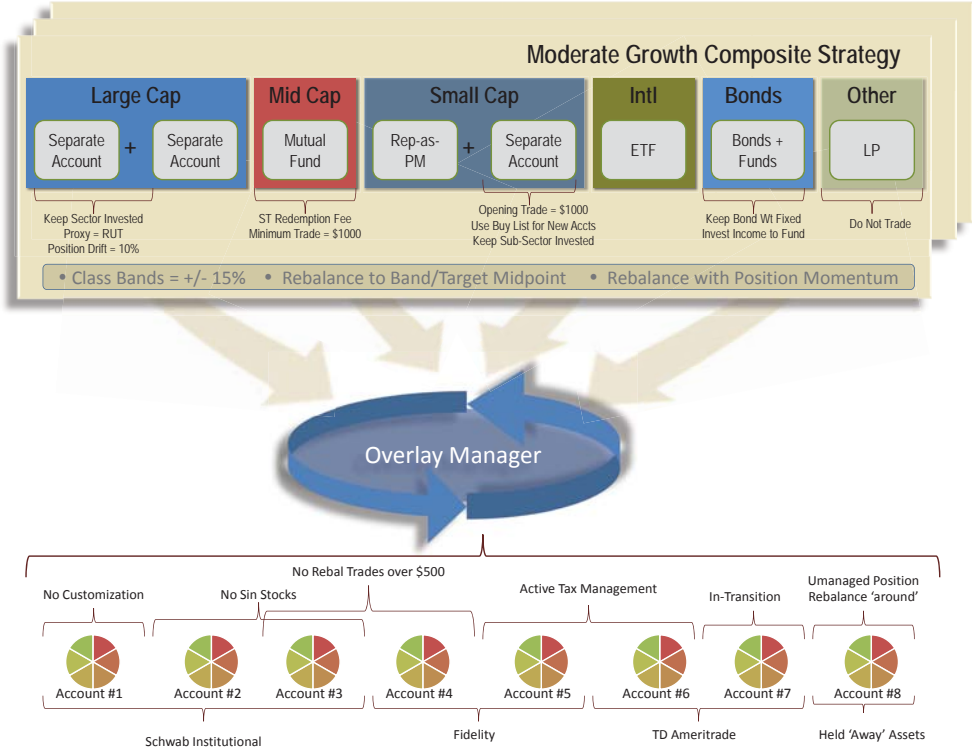 Moderate Growth Composite Strategy
Large Cap
Mid Cap
Small Cap
Intl
Bonds
Other
Separate
Account
+
Separate
Account
Mutual
Fund
Rep-as-
PM
+
Separate
Account
ETF
Bonds +
Funds
LP
Keep Sector Invested
Proxy = RUT
Position Drift = 10%
ST Redemption Fee
Minimum Trade = $1000
Opening Trade = $1000
Use Buy List for New Accts
Keep Sub-Sector Invested
Keep Bond Wt Fixed
Invest Income to Fund
Do Not Trade
• Class Bands = +/- 15% • Rebalance to Band/Target Midpoint • Rebalance with Position Momentum
Overlay Manager
No Customization
No Sin Stocks
No Rebal Trades over $500
Active Tax Management
In-Transition
Umanaged Position
Rebalance ‘around’
Account #1
Account #2
Account #3
Account #4
Account #5
Account #6
Account #7
Account #8
Schwab Institutional
Fidelity
TD Ameritrade
Held ‘Away’ Assets